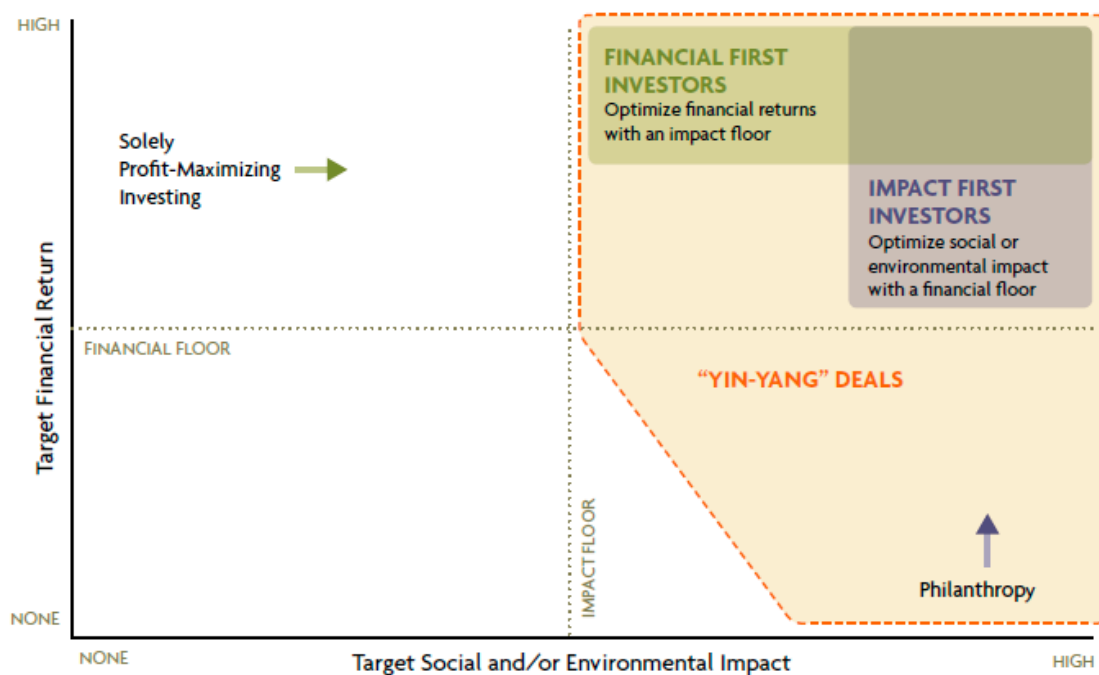 HIGH
FINANCIAL FIRST
INVESTORS
Optimize financial returns
with an impact floor
Solely
Profit-Maximizing
Investing
IMPACT FIRST
INVESTORS
Optimize social or
environmental impact
with a financial floor
Target Financial Return
FINANCIAL FLOOR
“YIN-YANG” DEALS
IMPACT FLOOR
Philanthropy
NONE
NONE
Target Social and/or Environmental Impact
HIGH